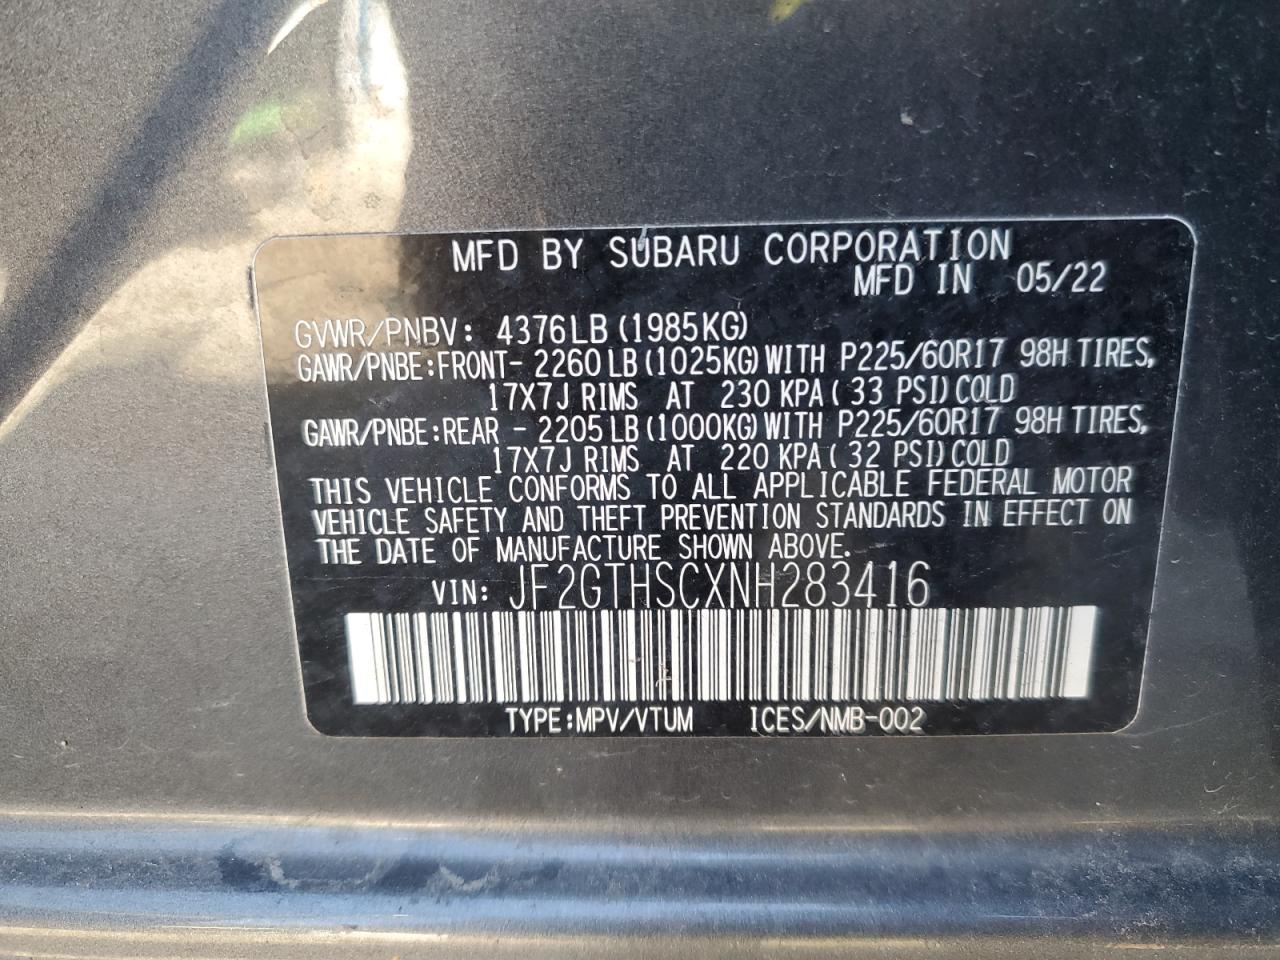 MFD BY SUBARU CORPORATION
MFD IN 05/22
GVWR/PNBV: 4376LB (1985KG)
GAWR/PNBE:FRONT- 2260LB (1025KG) WITH P225/60R17 98H TIRES,
17X7J RIMS AT 230 KPA ( 33 PSI) COLD
GAWR/PNBE:REAR - 2205LB (1000KG) WITH P225/60R17 98H TIRES,
17X7J RIMS AT 220 KPA ( 32 PSI) COLD
THIS VEHICLE CONFORMS TO ALL APPLICABLE FEDERAL MOTOR
VEHICLE SAFETY AND THEFT PREVENTION STANDARDS IN EFFECT ON
THE DATE OF MANUFACTURE SHOWN ABOVE.
VIN: JF2GTHSCXNH283416
TYPE:MPV/VTUM ICES/NMB-002